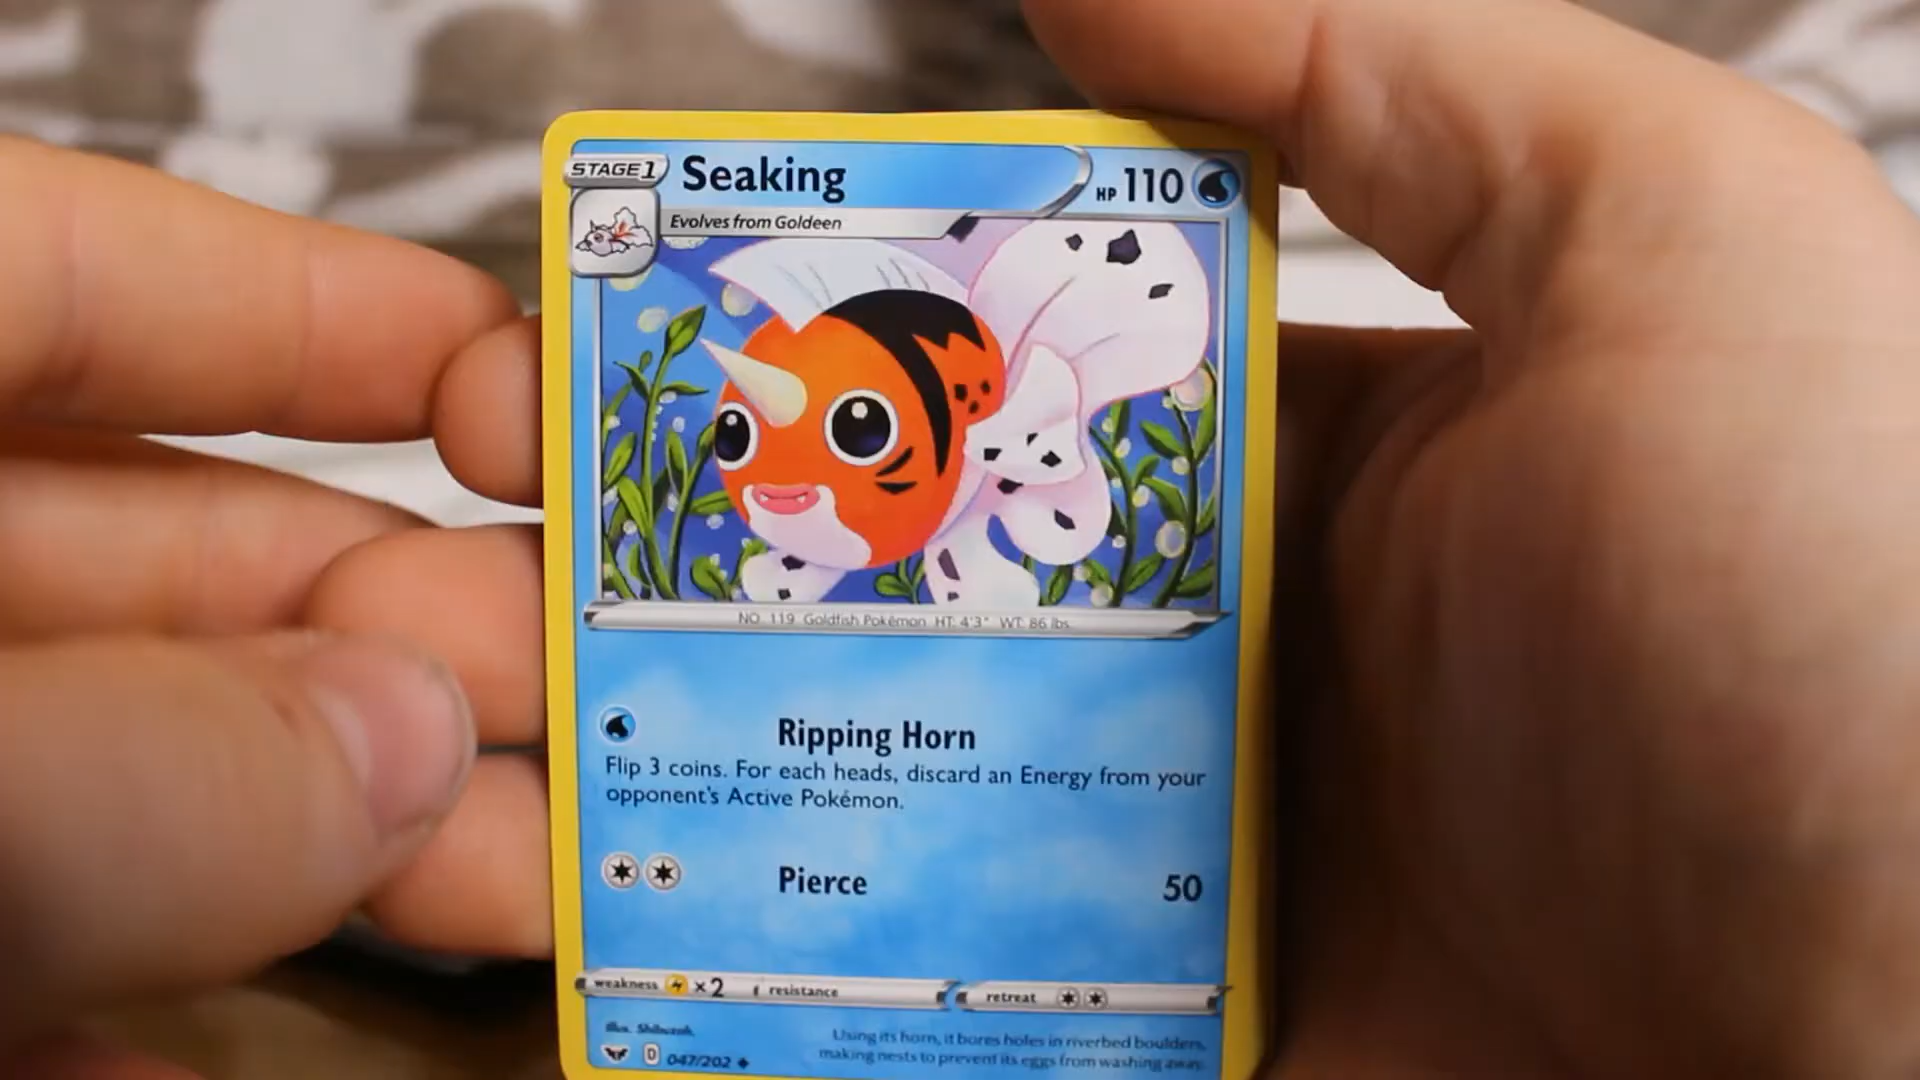 STAGE 1 Seaking HP 110
Evolves from Goldeen
NO. 119 Goldfish Pokémon HT: 4'3" WT: 86 lbs.
Ripping Horn
Flip 3 coins. For each heads, discard an Energy from your
opponent's Active Pokémon.
Pierce 50
weakness ×2 resistance retreat
Illus. Shibuzoh.
Using its horn, it bores holes in riverbed boulders,
making nests to prevent its eggs from washing away.
D 047/202